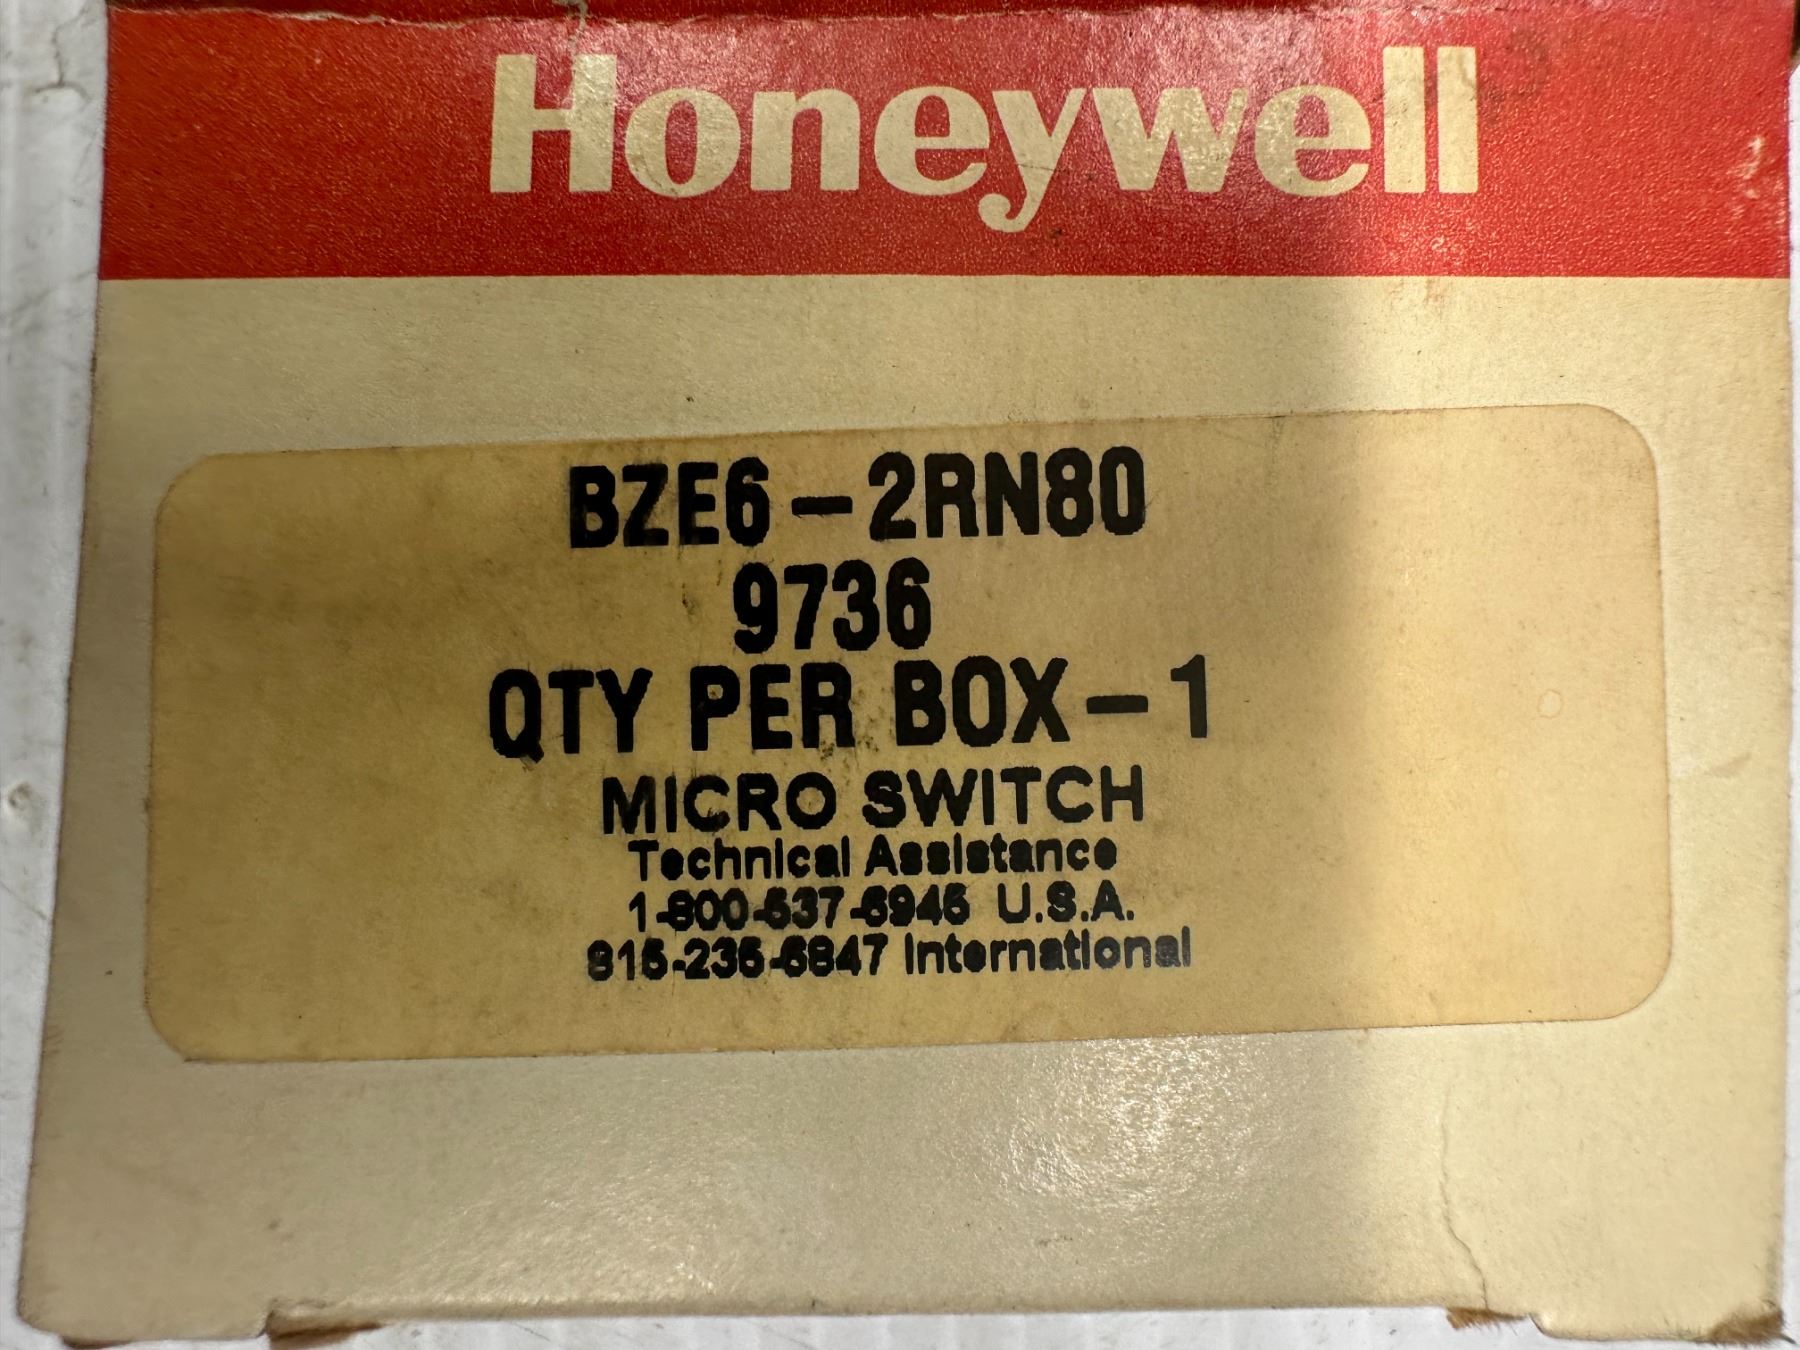 Honeywell
BZE6-2RN80
9736
QTY PER BOX-1
MICRO SWITCH
Technical Assistance
1-800-537-6945 U.S.A.
815-235-6847 International